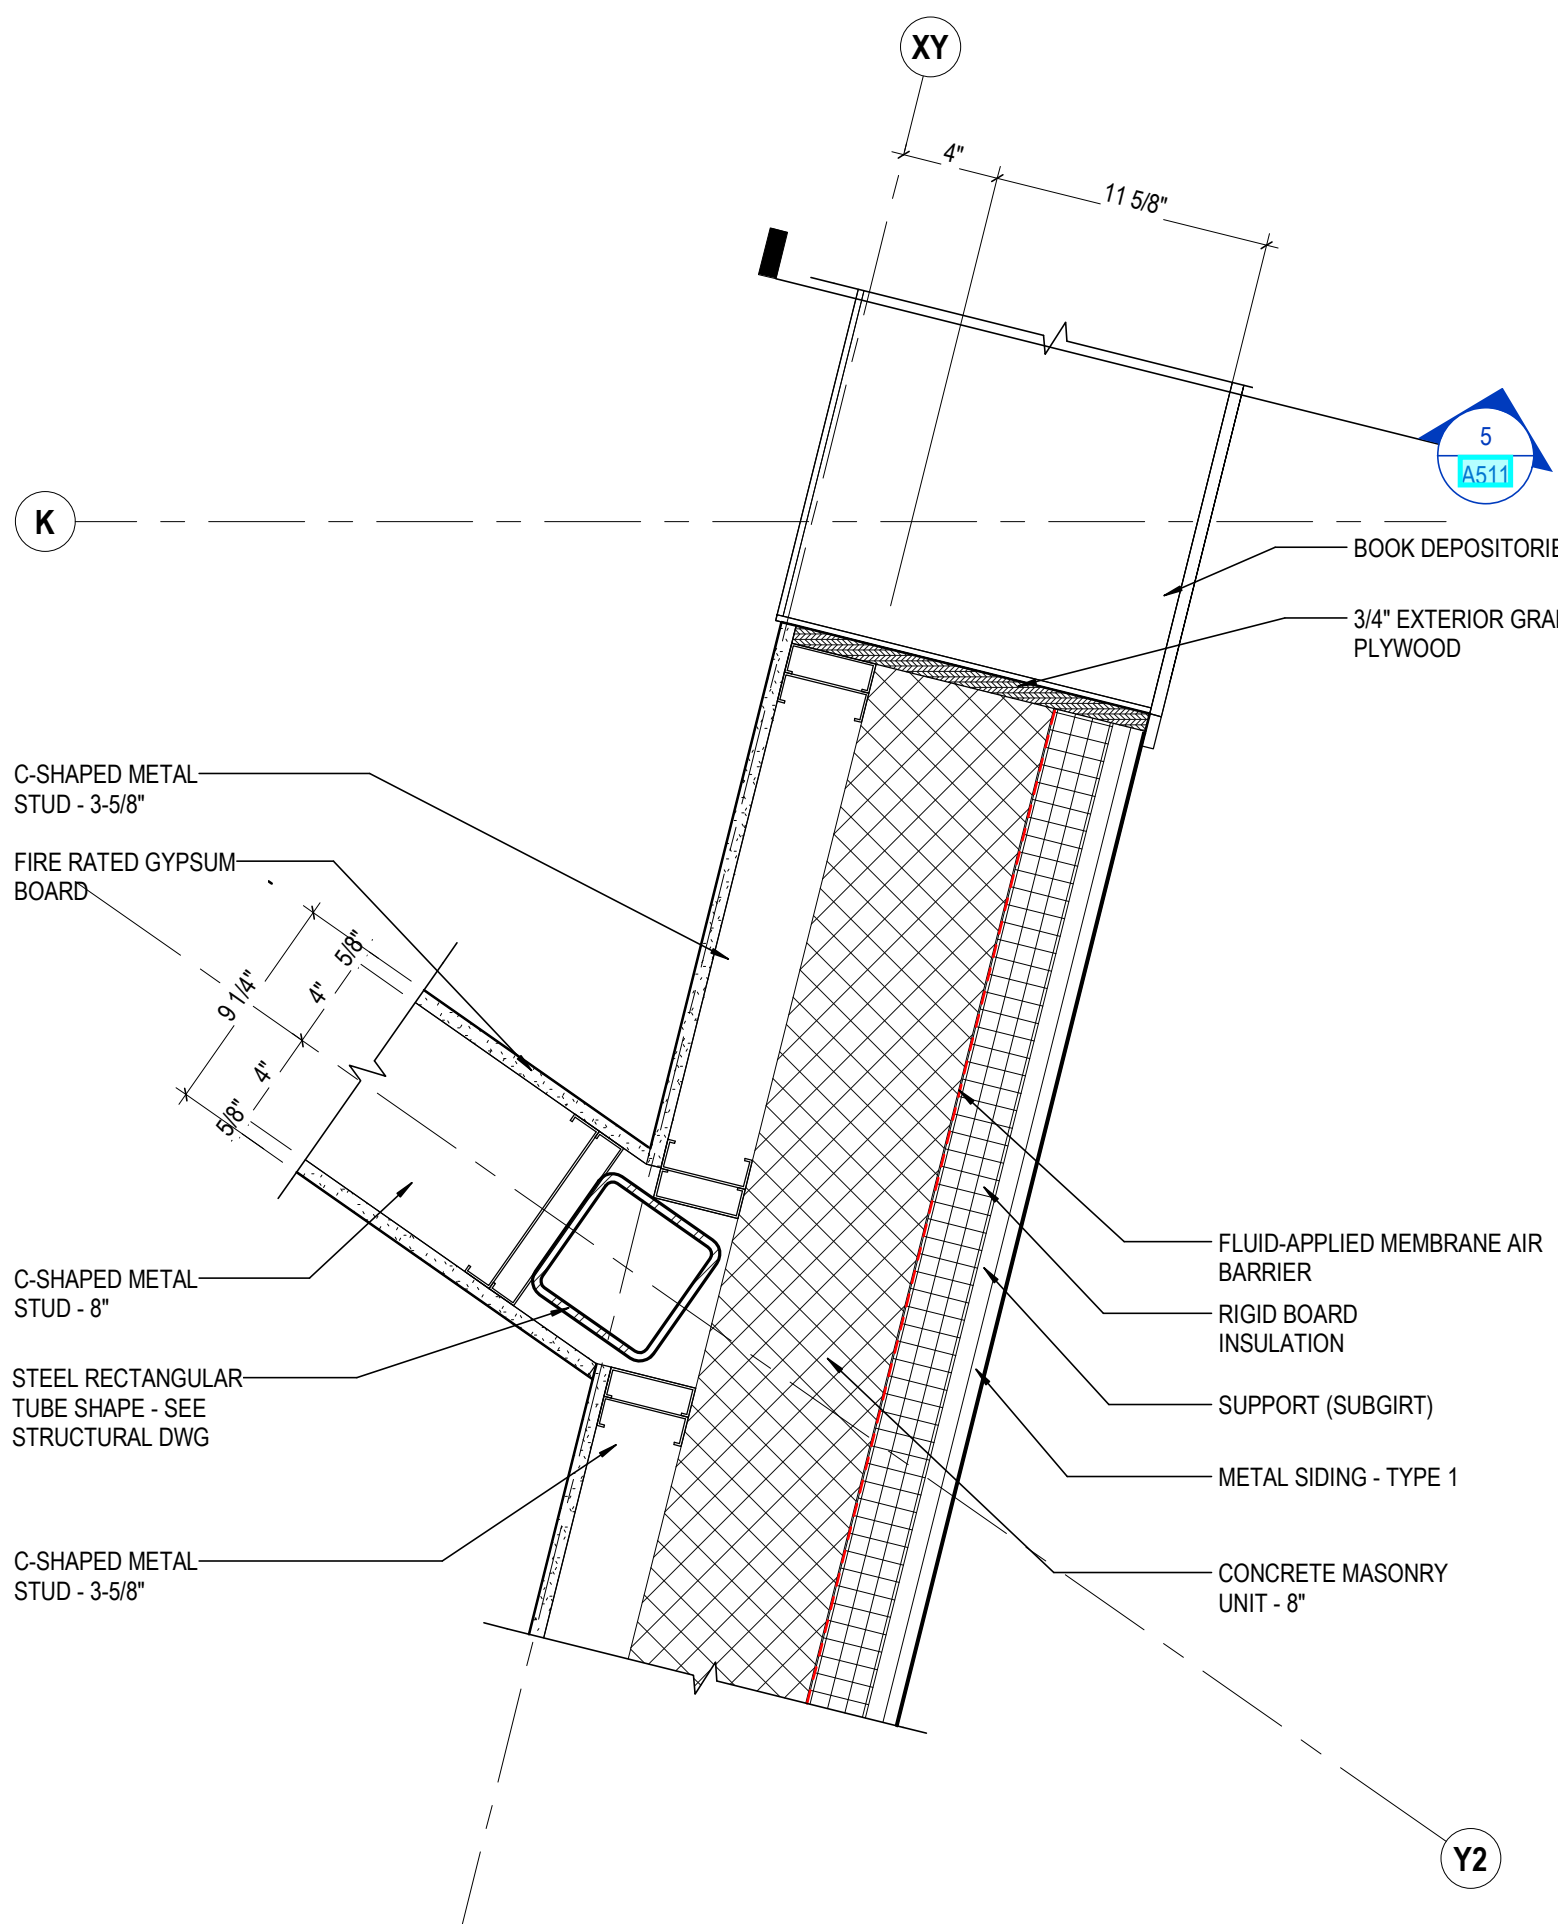 XY
4"
11 5/8"
5
A511
K
BOOK DEPOSITORIE
3/4" EXTERIOR GRA
PLYWOOD
C-SHAPED METAL
STUD - 3-5/8"
FIRE RATED GYPSUM
BOARD
5/8"
4"
9 1/4"
4"
5/8"
C-SHAPED METAL
STUD - 8"
STEEL RECTANGULAR
TUBE SHAPE - SEE
STRUCTURAL DWG
C-SHAPED METAL
STUD - 3-5/8"
FLUID-APPLIED MEMBRANE AIR
BARRIER
RIGID BOARD
INSULATION
SUPPORT (SUBGIRT)
METAL SIDING - TYPE 1
CONCRETE MASONRY
UNIT - 8"
Y2